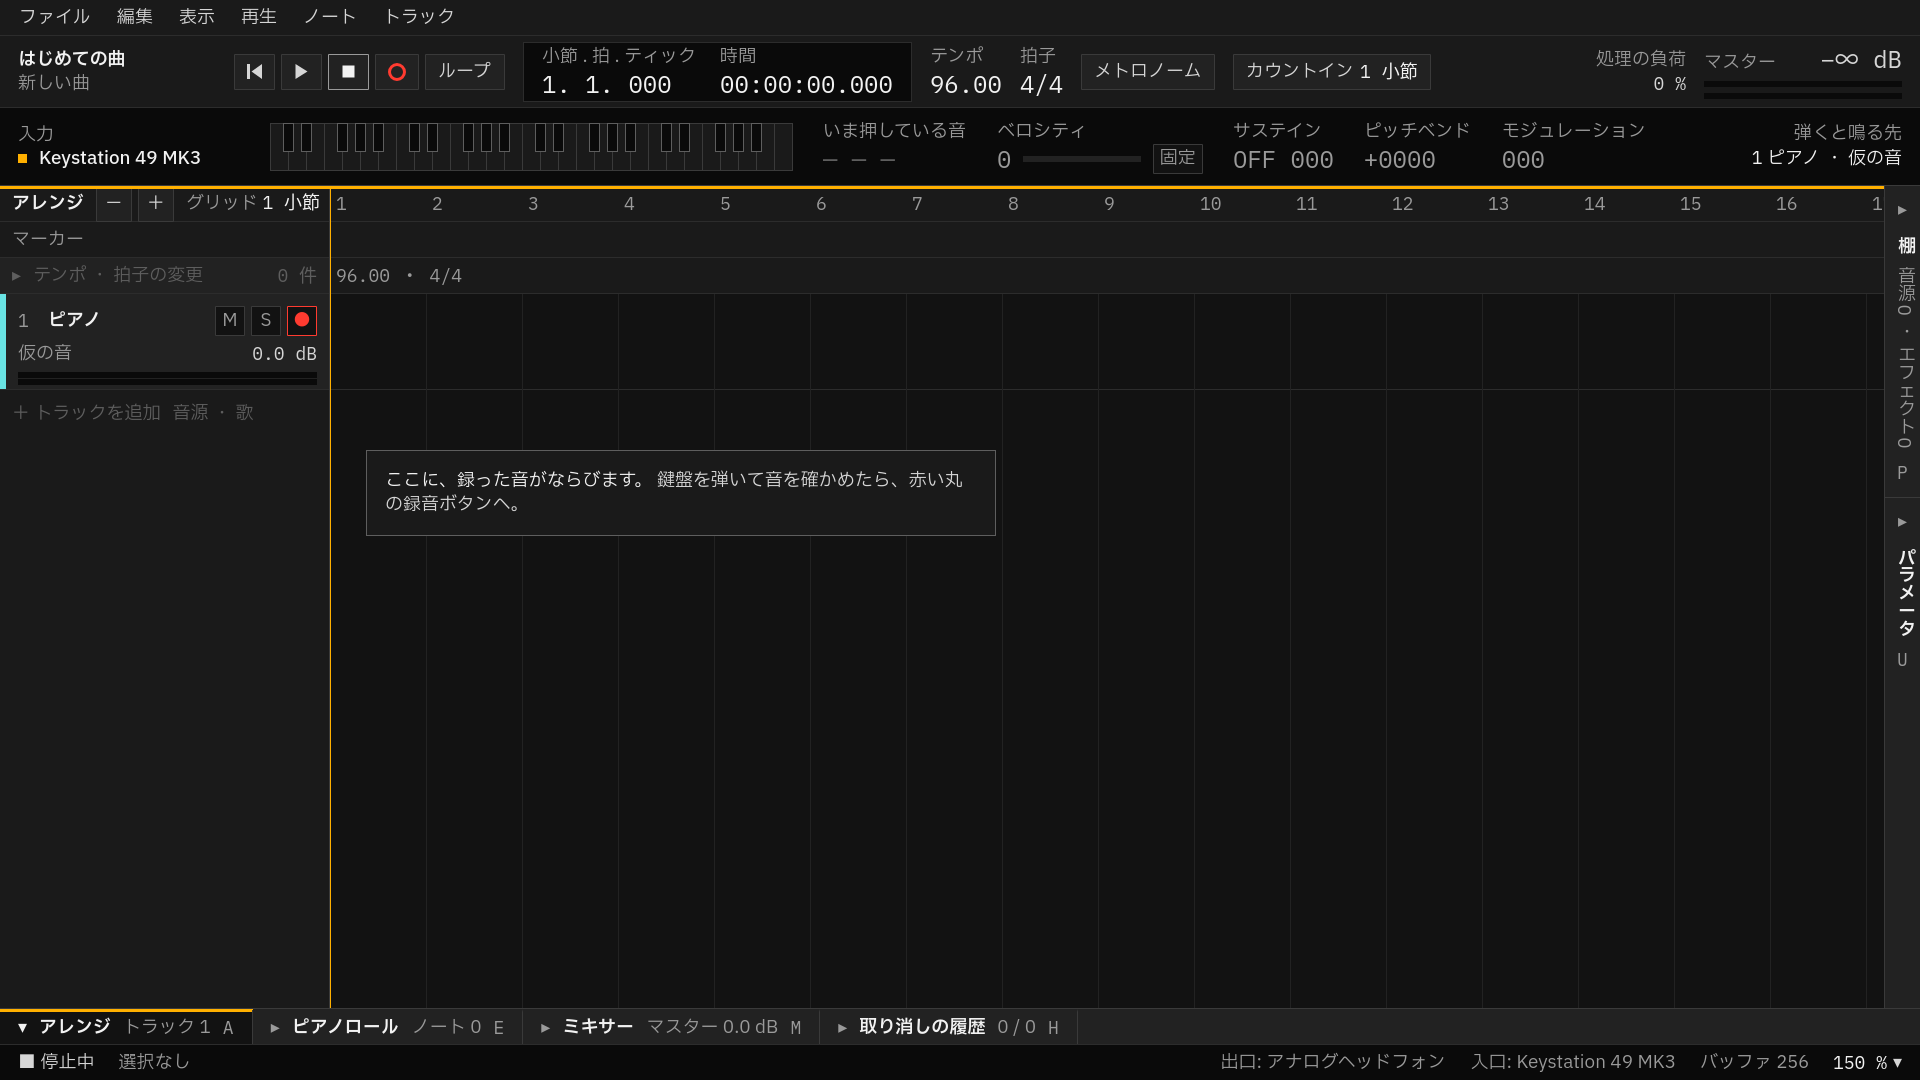 ファイル 編集 表示 再生 ノート トラック
はじめての曲
新しい曲
ループ
小節 . 拍 . ティック 時間
1. 1. 000 00:00:00.000
テンポ 拍子
96.00 4/4
メトロノーム
カウントイン 1 小節
処理の負荷
0 %
マスター −∞ dB
入力
Keystation 49 MK3
いま押している音
— — —
ベロシティ
0 固定
サステイン
OFF 000
ピッチベンド
+0000
モジュレーション
000
弾くと鳴る先
1 ピアノ ・ 仮の音
アレンジ − + グリッド 1 小節
1 2 3 4 5 6 7 8 9 10 11 12 13 14 15 16 1
マーカー
▶ テンポ ・ 拍子の変更 0 件
96.00 ・ 4/4
1 ピアノ M S
仮の音 0.0 dB
+ トラックを追加 音源 ・ 歌
ここに、録った音がならびます。 鍵盤を弾いて音を確かめたら、赤い丸
の録音ボタンへ。
▶ 棚 音源0 ・ エフェクト0 P
▶ パラメータ U
▼ アレンジ トラック 1 A
▶ ピアノロール ノート 0 E
▶ ミキサー マスター 0.0 dB M
▶ 取り消しの履歴 0 / 0 H
■ 停止中 選択なし
出口: アナログヘッドフォン 入口: Keystation 49 MK3 バッファ 256 150 % ▼